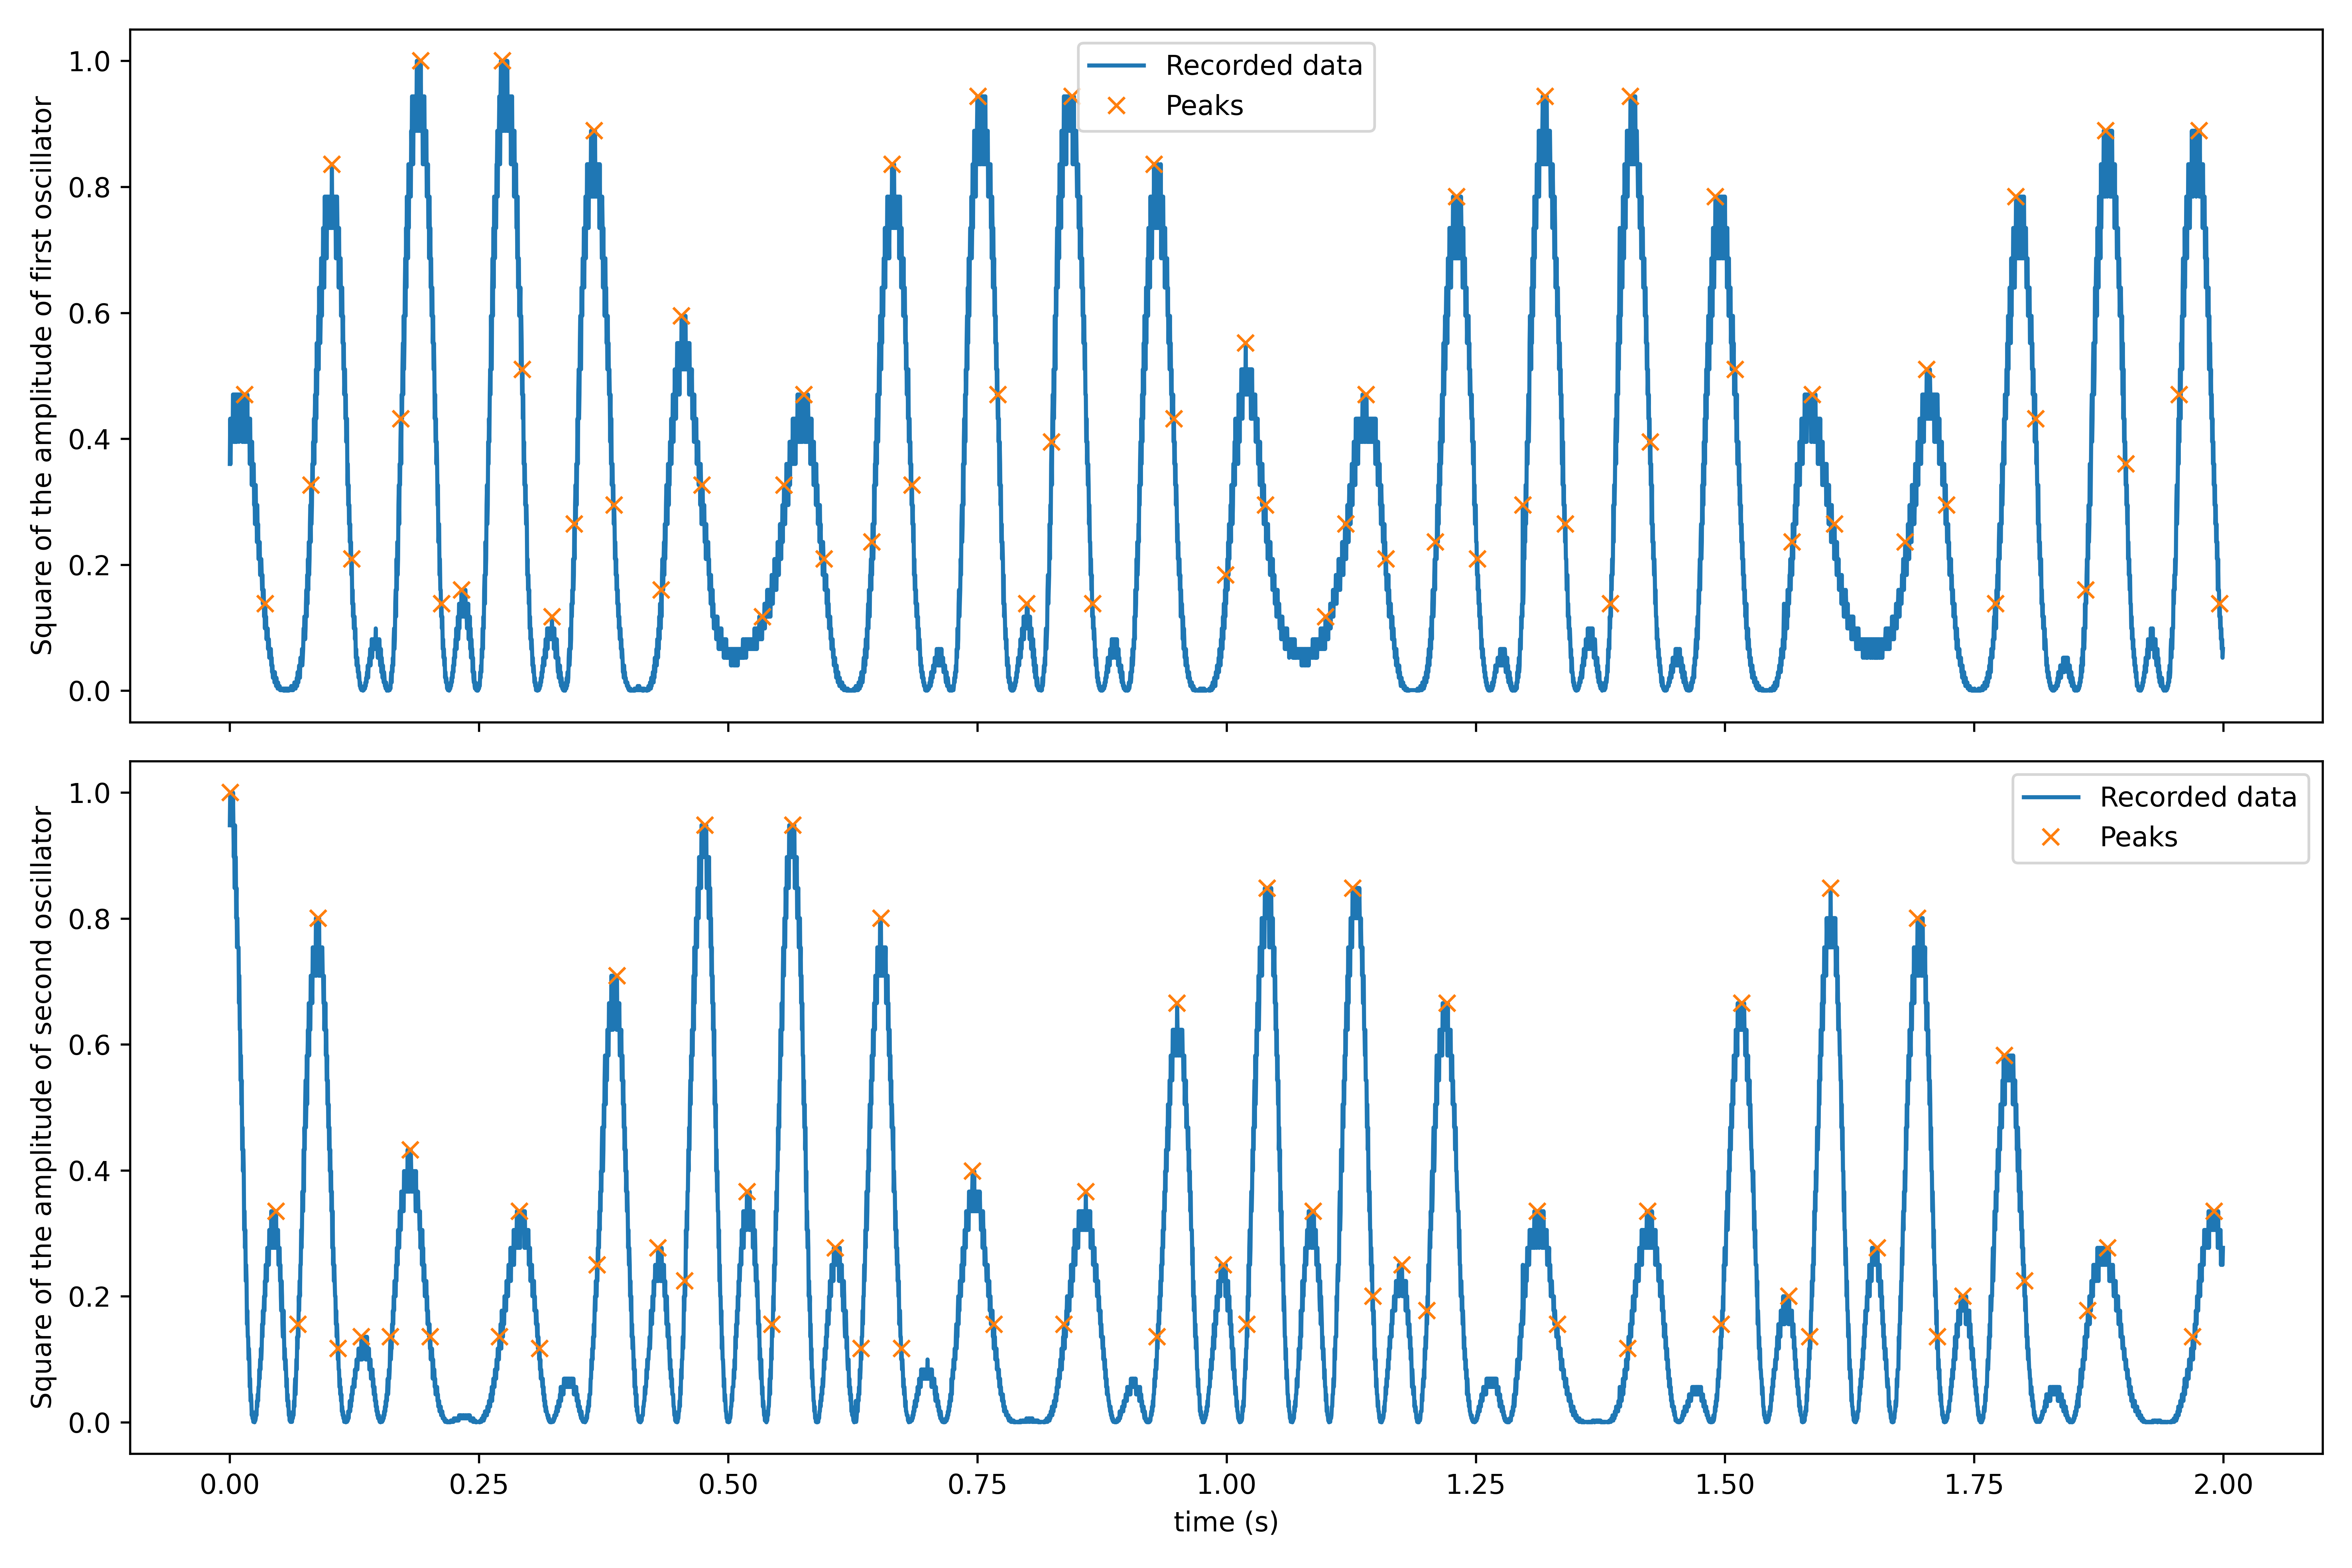 Square of the amplitude of first oscillator
1.0
0.8
0.6
0.4
0.2
0.0
Recorded data
Peaks
Square of the amplitude of second oscillator
1.0
0.8
0.6
0.4
0.2
0.0
Recorded data
Peaks
0.00 0.25 0.50 0.75 1.00 1.25 1.50 1.75 2.00
time (s)